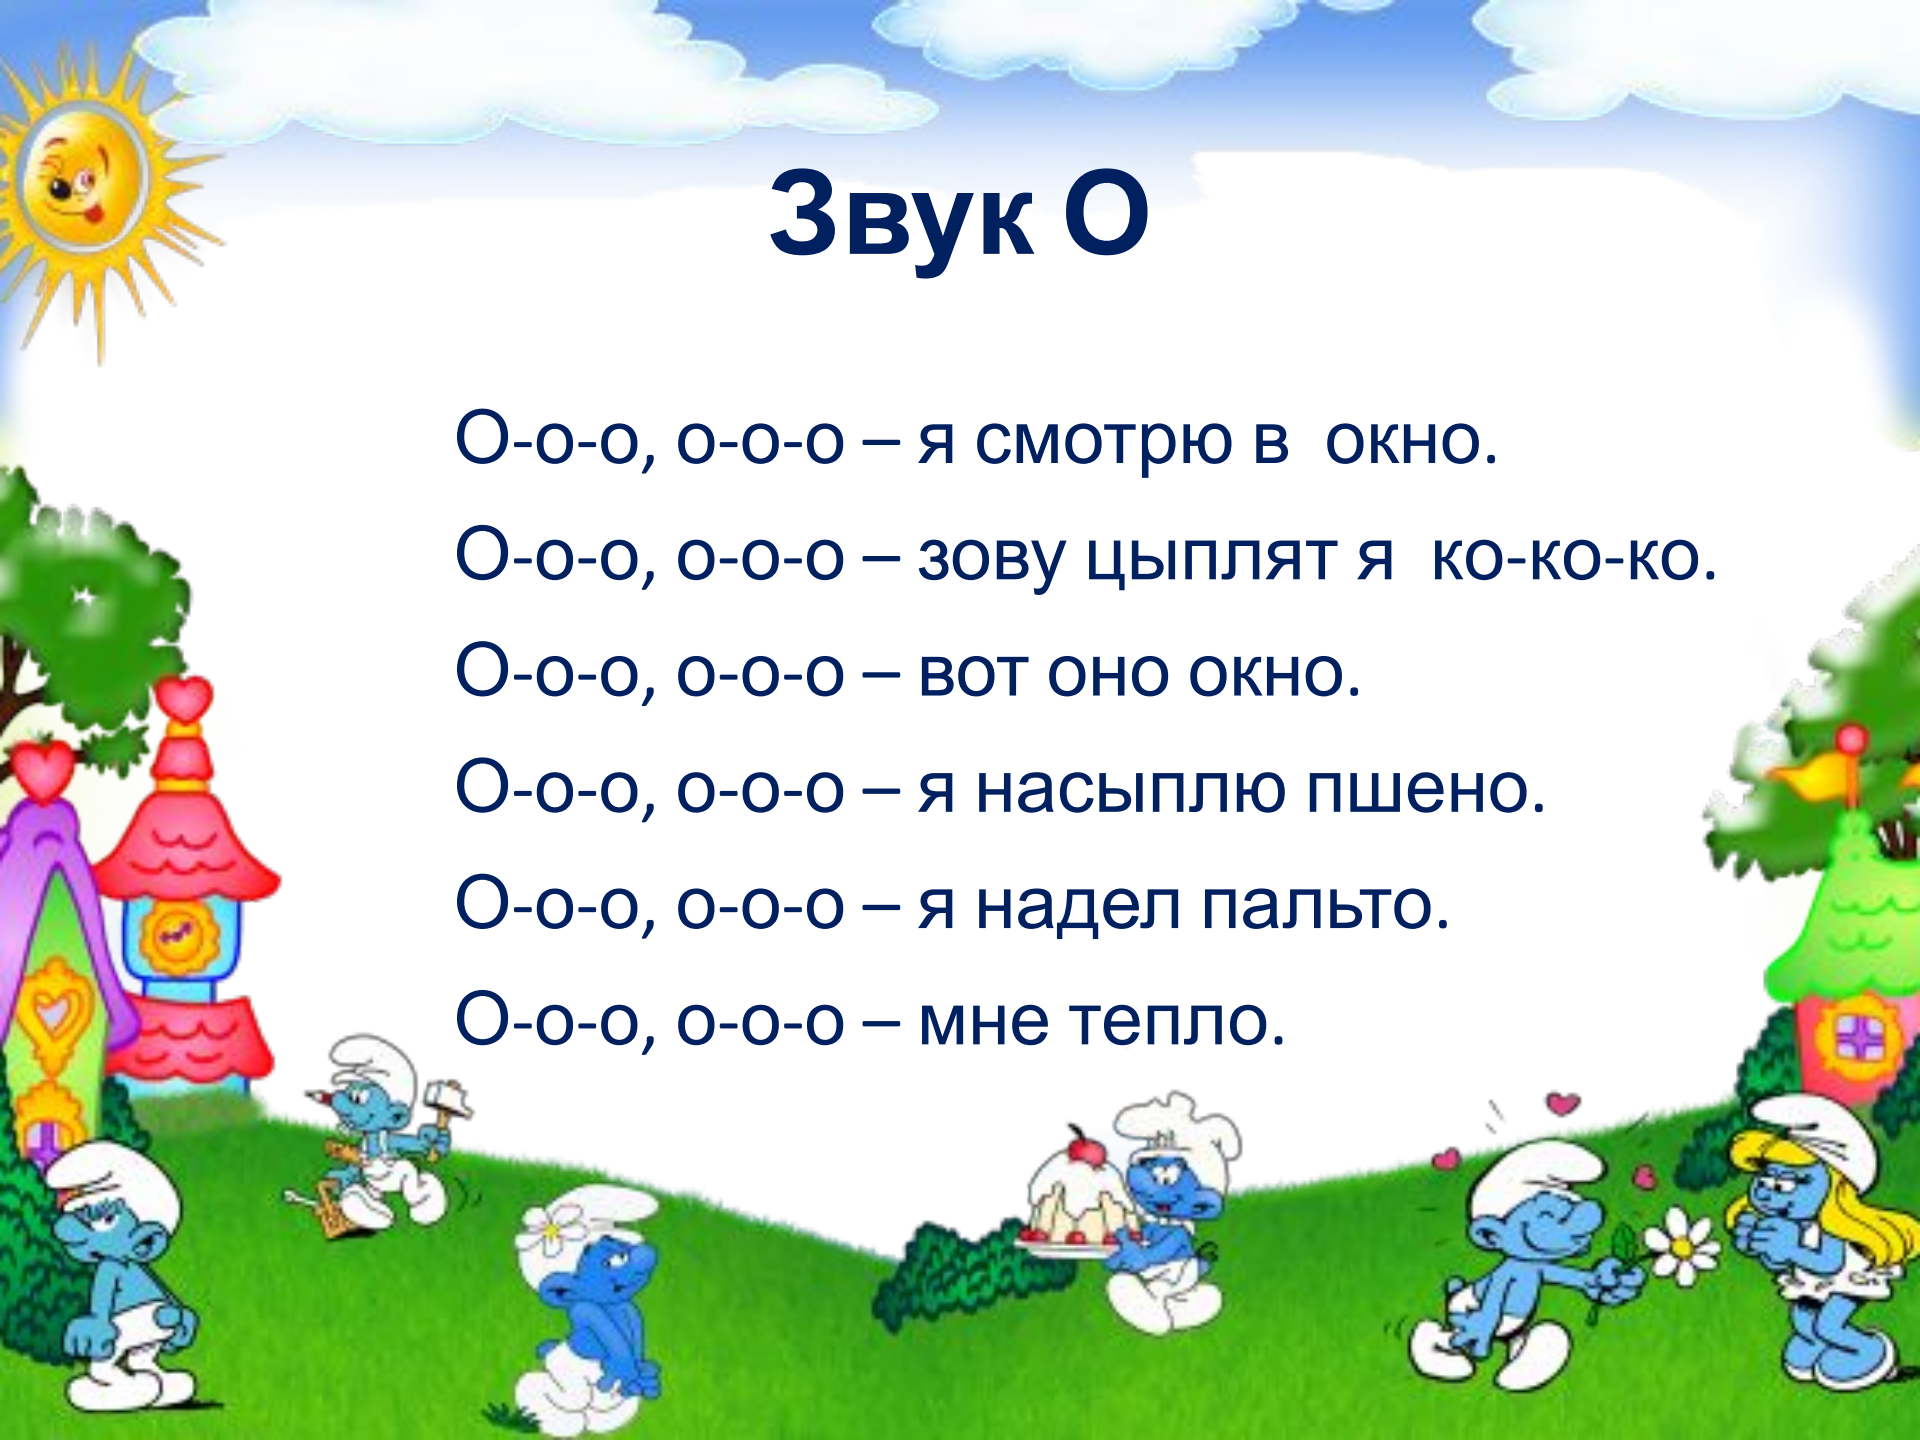 Звук О
О-о-о, о-о-о – я смотрю в  окно.
О-о-о, о-о-о – зову цыплят я  ко-ко-ко.
О-о-о, о-о-о – вот оно окно.
О-о-о, о-о-о – я насыплю пшено.
О-о-о, о-о-о – я надел пальто.
О-о-о, о-о-о – мне тепло.